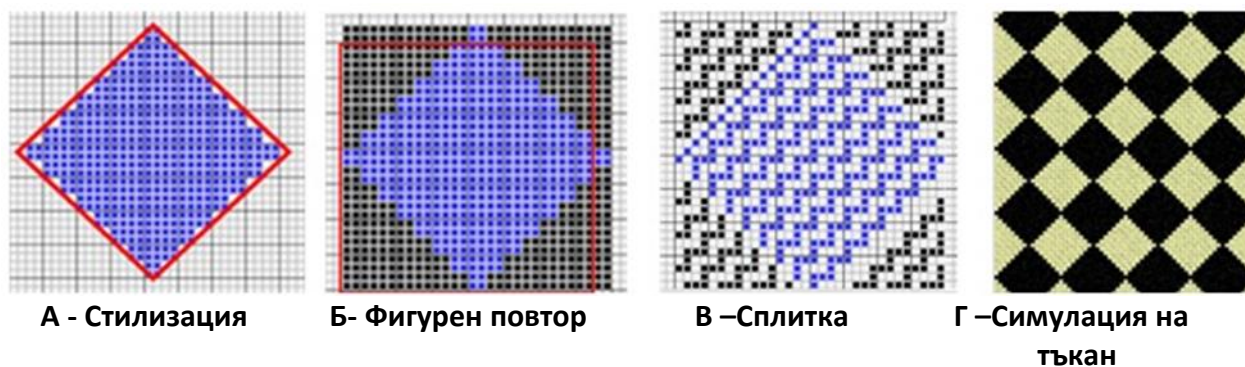 А - Стилизация Б- Фигурен повтор В –Сплитка Г –Симулация на
тъкан